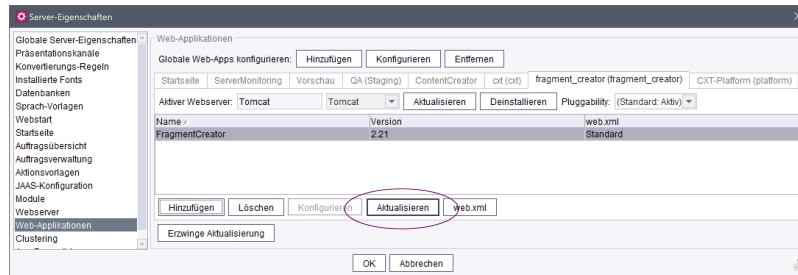 Server-Eigenschaften
Globale Server-Eigenschaften
Präsentationskanäle
Konvertierungs-Regeln
Installierte Fonts
Datenbanken
Sprach-Vorlagen
Webstart
Startseite
Auftragsübersicht
Auftragsverwaltung
Aktionsvorlagen
JAAS-Konfiguration
Module
Webserver
Web-Applikationen
Clustering
Web-Applikationen
Globale Web-Apps konfigurieren: Hinzufügen Konfigurieren Entfernen
Startseite ServerMonitoring Vorschau QA (Staging) ContentCreator cxt (cxt) fragment_creator (fragment_creator) CXT-Platform (platform)
Aktiver Webserver: Tomcat Tomcat Aktualisieren Deinstallieren Pluggability: (Standard: Aktiv)
Name Version web.xml
FragmentCreator 2.21 Standard
Hinzufügen Löschen Konfigurieren Aktualisieren web.xml
Erzwinge Aktualisierung
OK Abbrechen